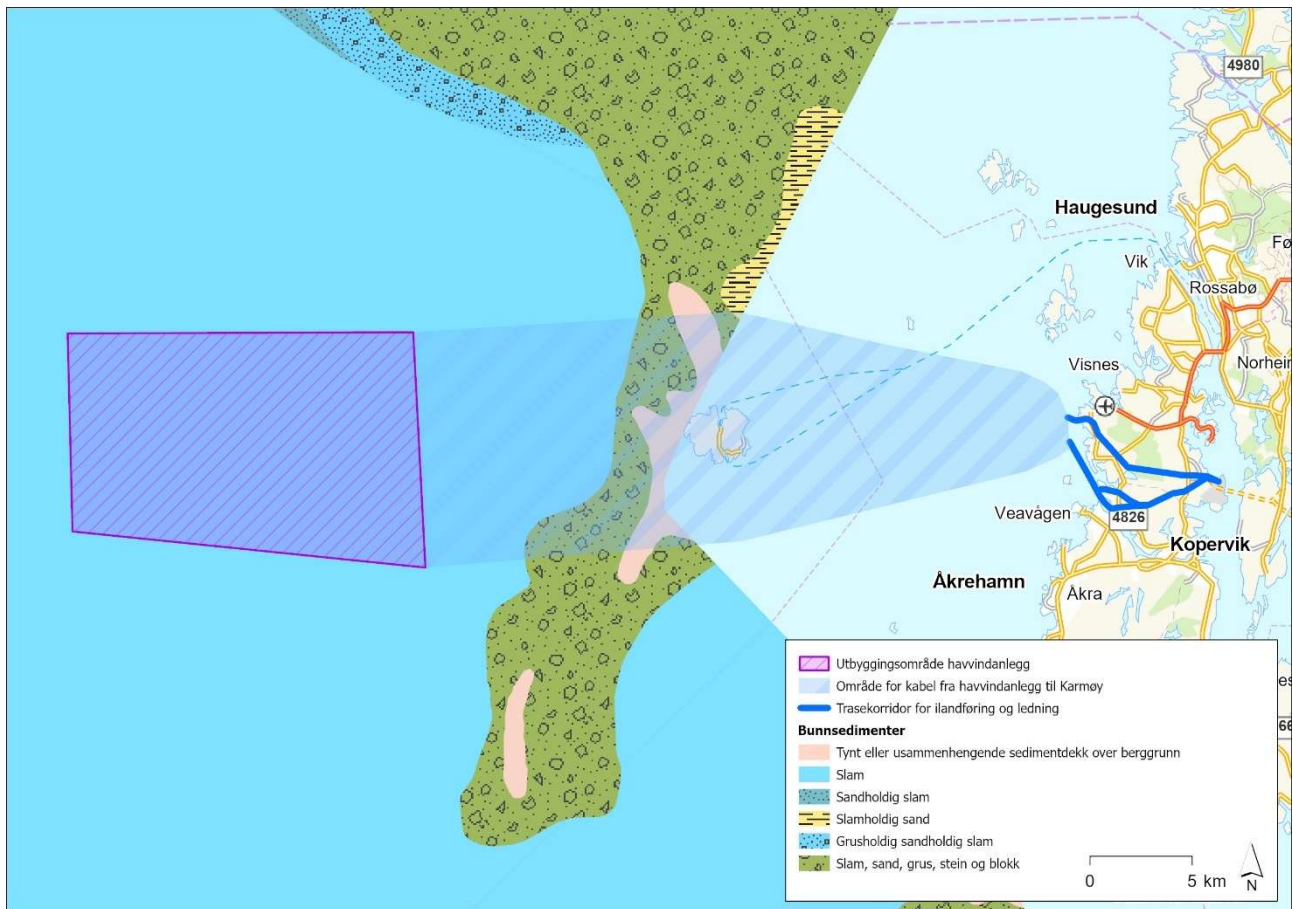 4980
Haugesund
Vik
Fø
Rossabø
Visnes
Norhein
Veavågen
4826
Kopervik
Åkrehamn
Åkra
Utbyggingsområde havvindanlegg
Område for kabel fra havvindanlegg til Karmøy
Trasekorridor for ilandføring og ledning
Bunnsedimenter
Tynt eller usammenhengende sedimentdekk over berggrunn
Slam
Sandholdig slam
Slamholdig sand
Grusholdig sandholdig slam
Slam, sand, grus, stein og blokk
0 5 km
N